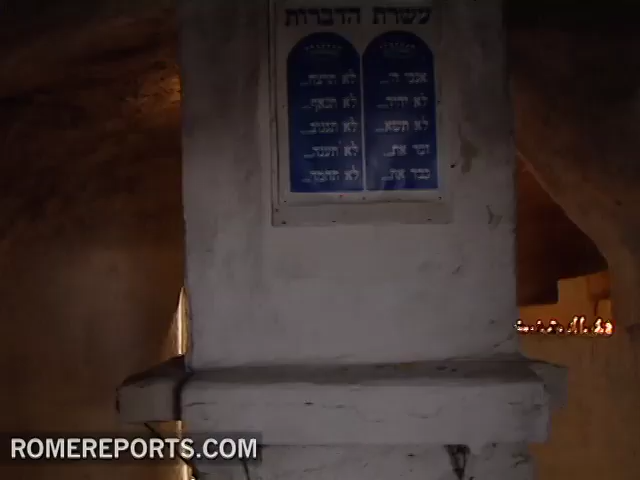 עשרת הדברות
אנכי ה'...
לא יהיה...
לא תשא...
זכור את...
כבד את...
לא תרצח...
לא תנאף...
לא תגנוב...
לא תענה...
לא תחמד...
ROMEREPORTS.COM